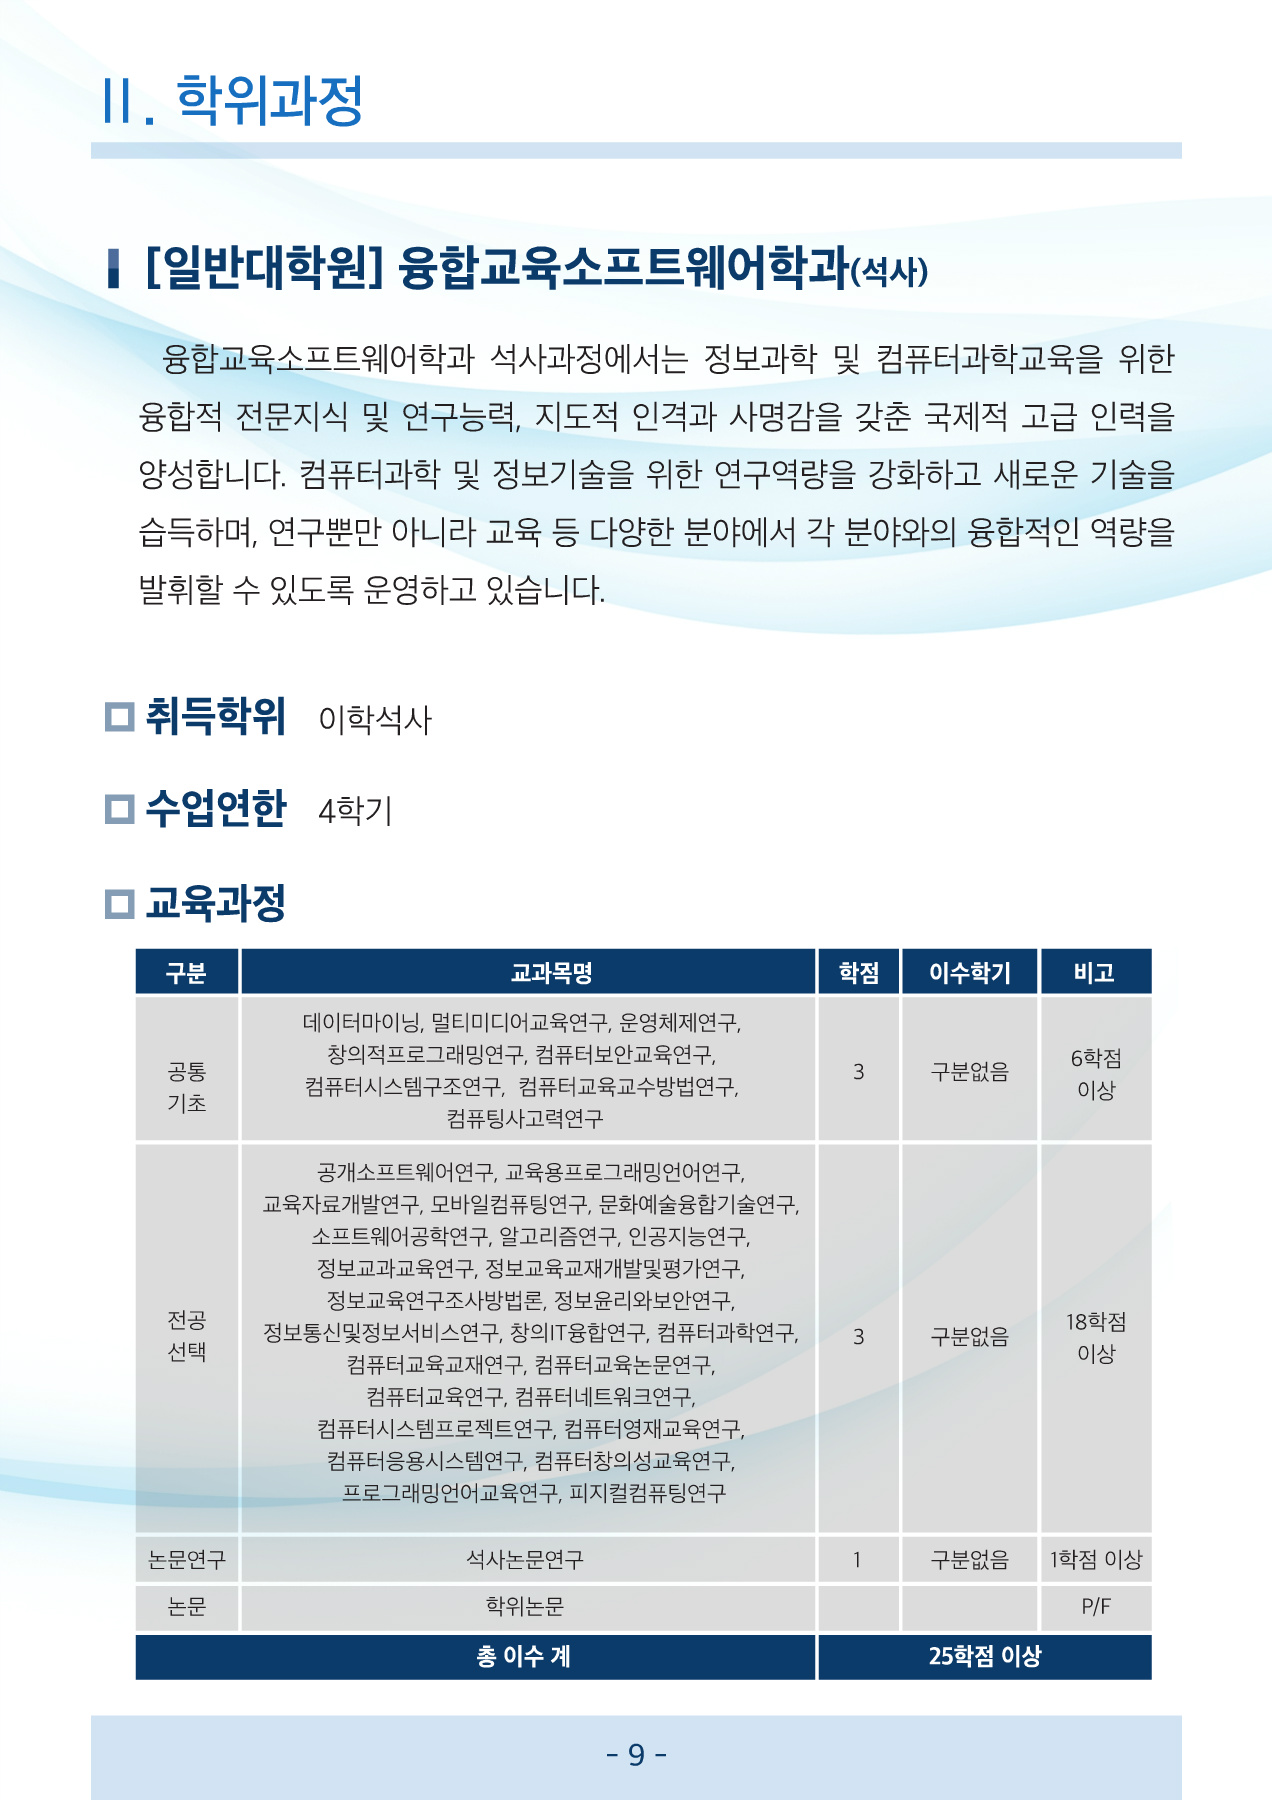 II. 학위과정
[일반대학원] 융합교육소프트웨어학과(석사)
융합교육소프트웨어학과 석사과정에서는 정보과학 및 컴퓨터과학교육을 위한
융합적 전문지식 및 연구능력, 지도적 인격과 사명감을 갖춘 국제적 고급 인력을
양성합니다. 컴퓨터과학 및 정보기술을 위한 연구역량을 강화하고 새로운 기술을
습득하며, 연구뿐만 아니라 교육 등 다양한 분야에서 각 분야와의 융합적인 역량을
발휘할 수 있도록 운영하고 있습니다.
취득학위 이학석사
수업연한 4학기
교육과정
구분 교과목명 학점 이수학기 비고
공통
기초
데이터마이닝, 멀티미디어교육연구, 운영체제연구,
창의적프로그래밍연구, 컴퓨터보안교육연구,
컴퓨터시스템구조연구, 컴퓨터교육교수방법연구,
컴퓨팅사고력연구
3
구분없음
6학점
이상
전공
선택
공개소프트웨어연구, 교육용프로그래밍언어연구,
교육자료개발연구, 모바일컴퓨팅연구, 문화예술융합기술연구,
소프트웨어공학연구, 알고리즘연구, 인공지능연구,
정보교과교육연구, 정보교육교재개발및평가연구,
정보교육연구조사방법론, 정보윤리와보안연구,
정보통신및정보서비스연구, 창의IT융합연구, 컴퓨터과학연구,
컴퓨터교육교재연구, 컴퓨터교육논문연구,
컴퓨터교육연구, 컴퓨터네트워크연구,
컴퓨터시스템프로젝트연구, 컴퓨터영재교육연구,
컴퓨터응용시스템연구, 컴퓨터창의성교육연구,
프로그래밍언어교육연구, 피지컬컴퓨팅연구
3
구분없음
18학점
이상
논문연구 석사논문연구 1 구분없음 1학점 이상
논문 학위논문 P/F
총 이수 계 25학점 이상
- 9 -